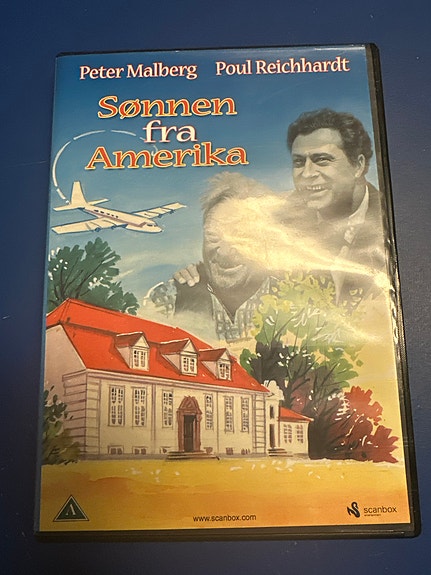 Peter Malberg Poul Reichhardt
Sønnen
fra
Amerika
A
www.scanbox.com
scanbox